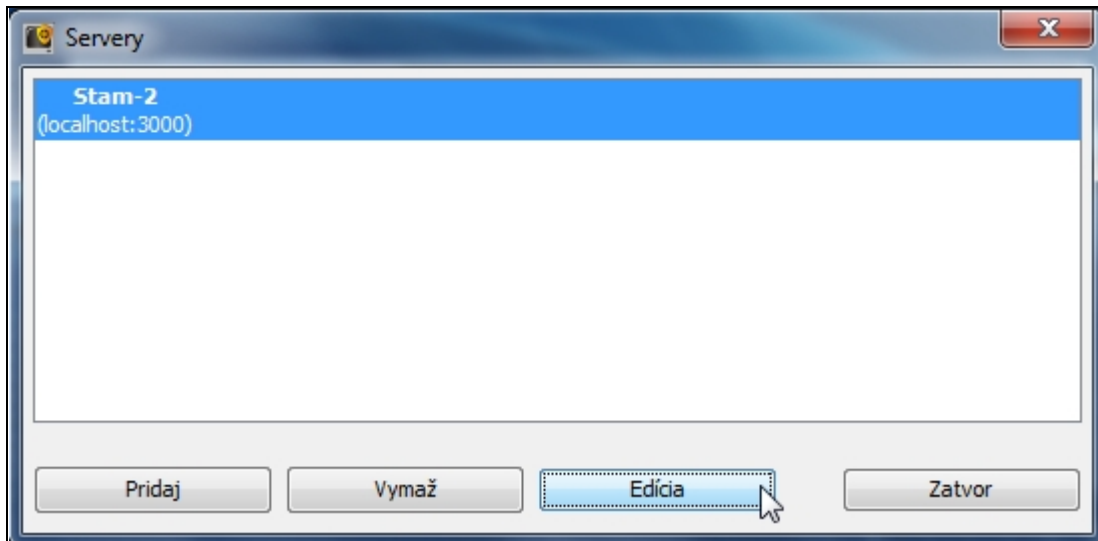 Servery
Stam-2
(localhost:3000)
Pridaj
Vymaž
Edícia
Zatvor